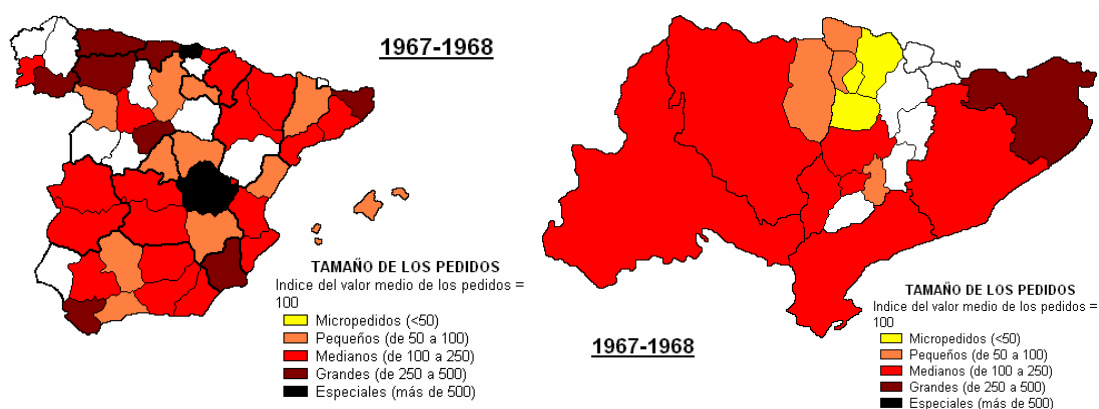 1967-1968
TAMAÑO DE LOS PEDIDOS
Indice del valor medio de los pedidos =
100
Micropedidos (<50)
Pequeños (de 50 a 100)
Medianos (de 100 a 250)
Grandes (de 250 a 500)
Especiales (más de 500)
1967-1968
TAMAÑO DE LOS PEDIDOS
Indice del valor medio de los pedidos =
100
Micropedidos (<50)
Pequeños (de 50 a 100)
Medianos (de 100 a 250)
Grandes (de 250 a 500)
Especiales (más de 500)